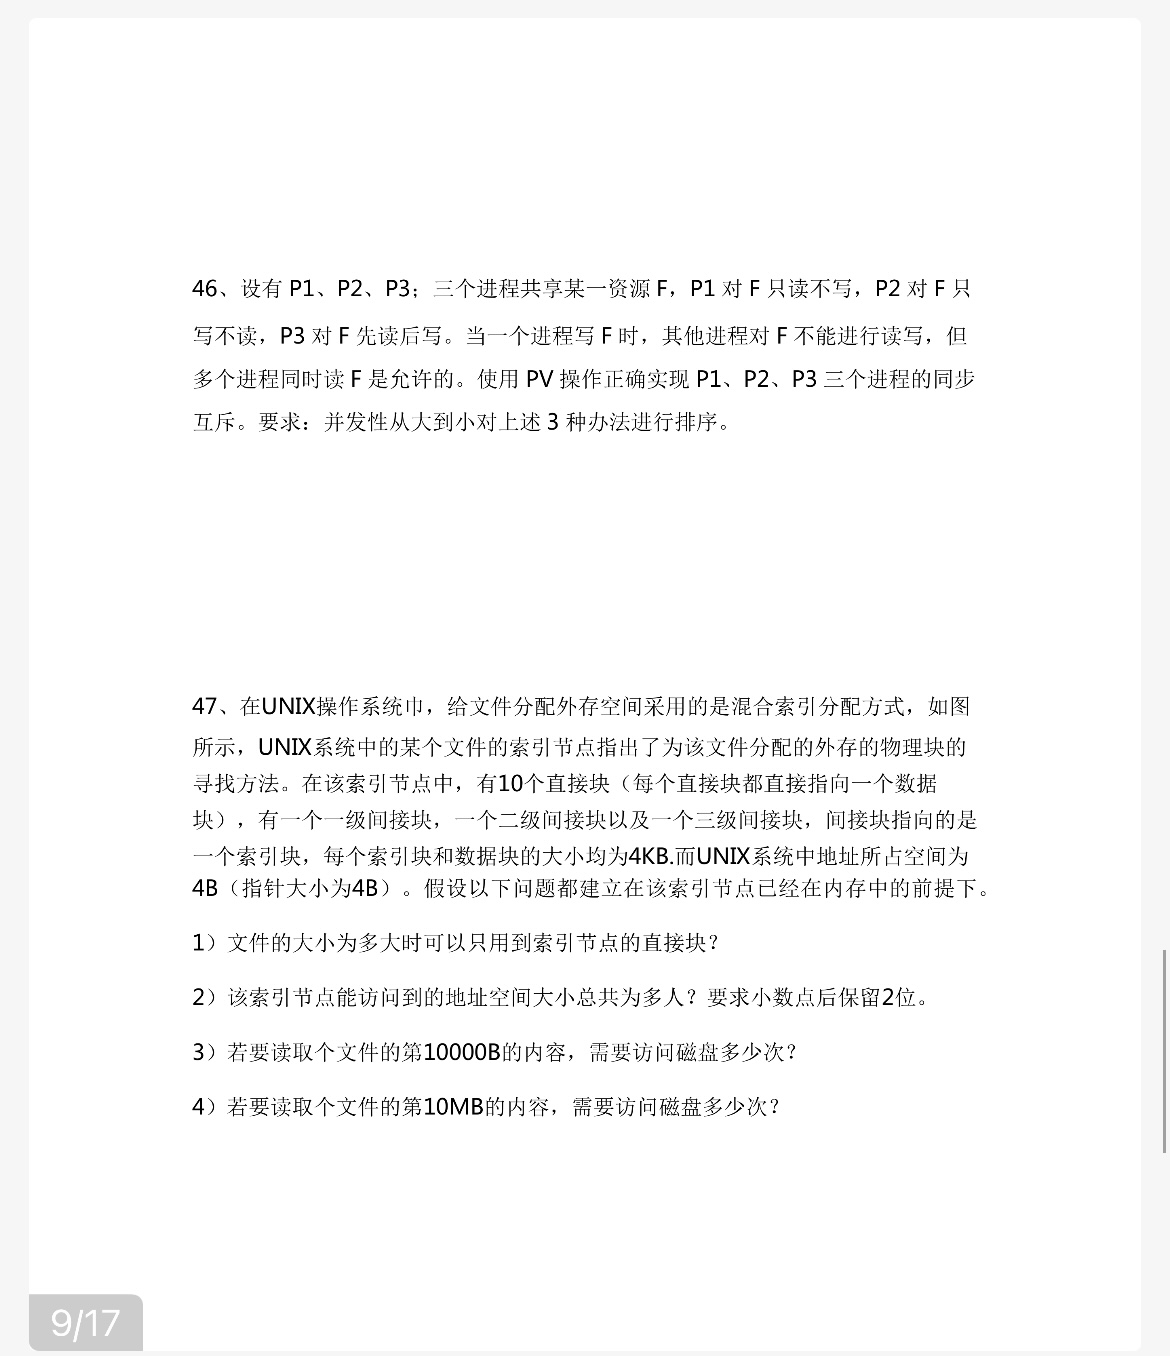 46、设有 P1、P2、P3；三个进程共享某一资源 F，P1 对 F 只读不写，P2 对 F 只
写不读，P3 对 F 先读后写。当一个进程写 F 时，其他进程对 F 不能进行读写，但
多个进程同时读 F 是允许的。使用 PV 操作正确实现 P1、P2、P3 三个进程的同步
互斥。要求：并发性从大到小对上述 3 种办法进行排序。
47、在UNIX操作系统巾，给文件分配外存空间采用的是混合索引分配方式，如图
所示，UNIX系统中的某个文件的索引节点指出了为该文件分配的外存的物理块的
寻找方法。在该索引节点中，有10个直接块（每个直接块都直接指向一个数据
块），有一个一级间接块，一个二级间接块以及一个三级间接块，间接块指向的是
一个索引块，每个索引块和数据块的大小均为4KB.而UNIX系统中地址所占空间为
4B（指针大小为4B）。假设以下问题都建立在该索引节点已经在内存中的前提下。
1）文件的大小为多大时可以只用到索引节点的直接块？
2）该索引节点能访问到的地址空间大小总共为多人？要求小数点后保留2位。
3）若要读取个文件的第10000B的内容，需要访问磁盘多少次？
4）若要读取个文件的第10MB的内容，需要访问磁盘多少次？
9/17